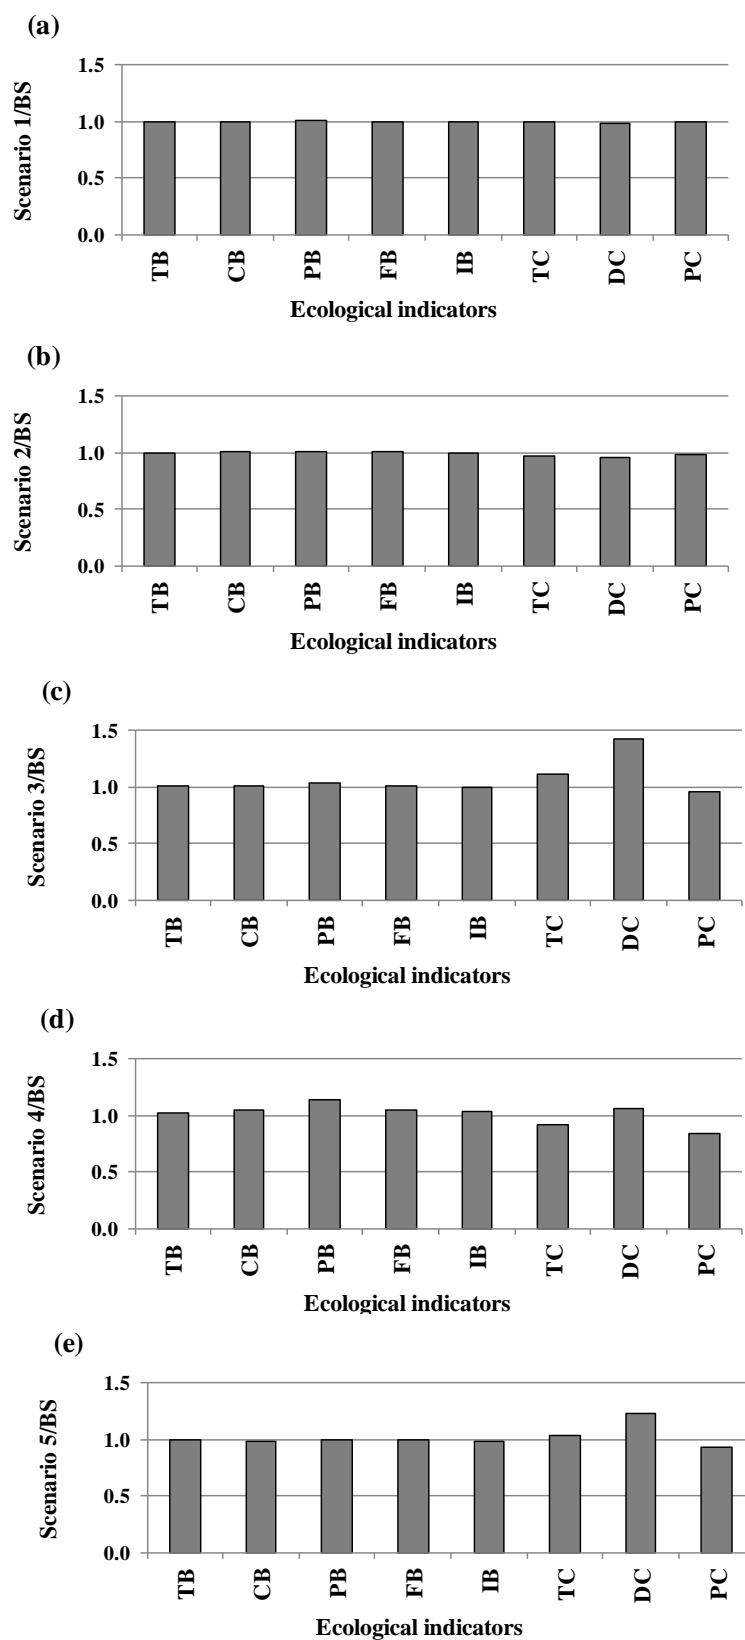 (a)
Scenario 1/BS
1.5
1.0
0.5
0.0
TB CB PB FB IB TC DC PC
Ecological indicators
(b)
Scenario 2/BS
1.5
1.0
0.5
0.0
TB CB PB FB IB TC DC PC
Ecological indicators
(c)
Scenario 3/BS
1.5
1.0
0.5
0.0
TB CB PB FB IB TC DC PC
Ecological indicators
(d)
Scenario 4/BS
1.5
1.0
0.5
0.0
TB CB PB FB IB TC DC PC
Ecological indicators
(e)
Scenario 5/BS
1.5
1.0
0.5
0.0
TB CB PB FB IB TC DC PC
Ecological indicators